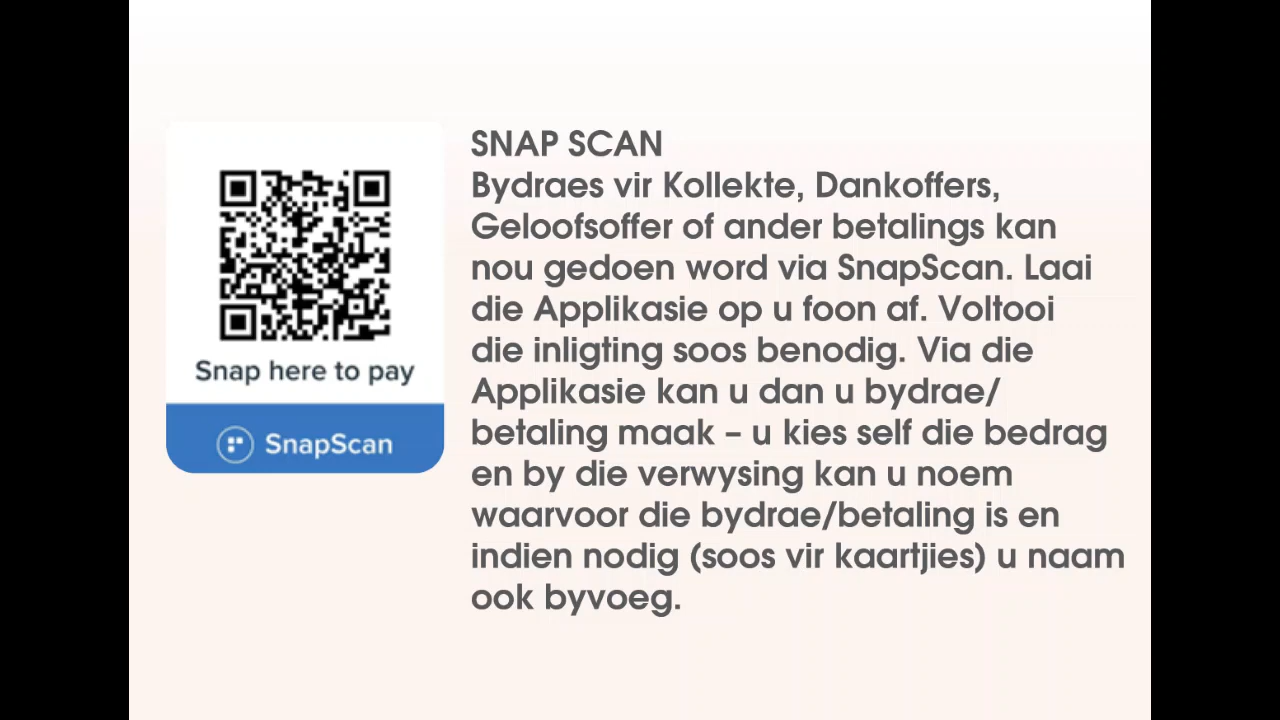 SNAP SCAN
Bydraes vir Kollekte, Dankoffers,
Geloofsoffer of ander betalings kan
nou gedoen word via SnapScan. Laai
die Applikasie op u foon af. Voltooi
die inligting soos benodig. Via die
Applikasie kan u dan u bydrae/
betaling maak – u kies self die bedrag
en by die verwysing kan u noem
waarvoor die bydrae/betaling is en
indien nodig (soos vir kaartjies) u naam
ook byvoeg.
Snap here to pay
SnapScan